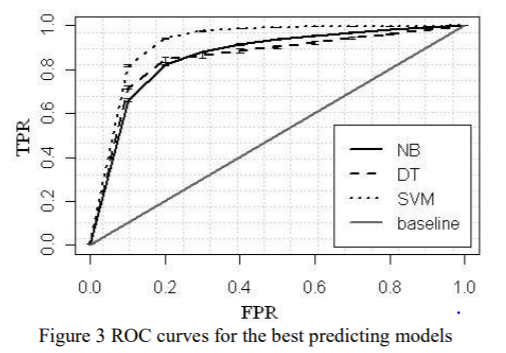 1.0
0.8
0.6
0.4
0.2
0.0
TPR
NB
DT
SVM
baseline
0.0 0.2 0.4 0.6 0.8 1.0
FPR
Figure 3 ROC curves for the best predicting models